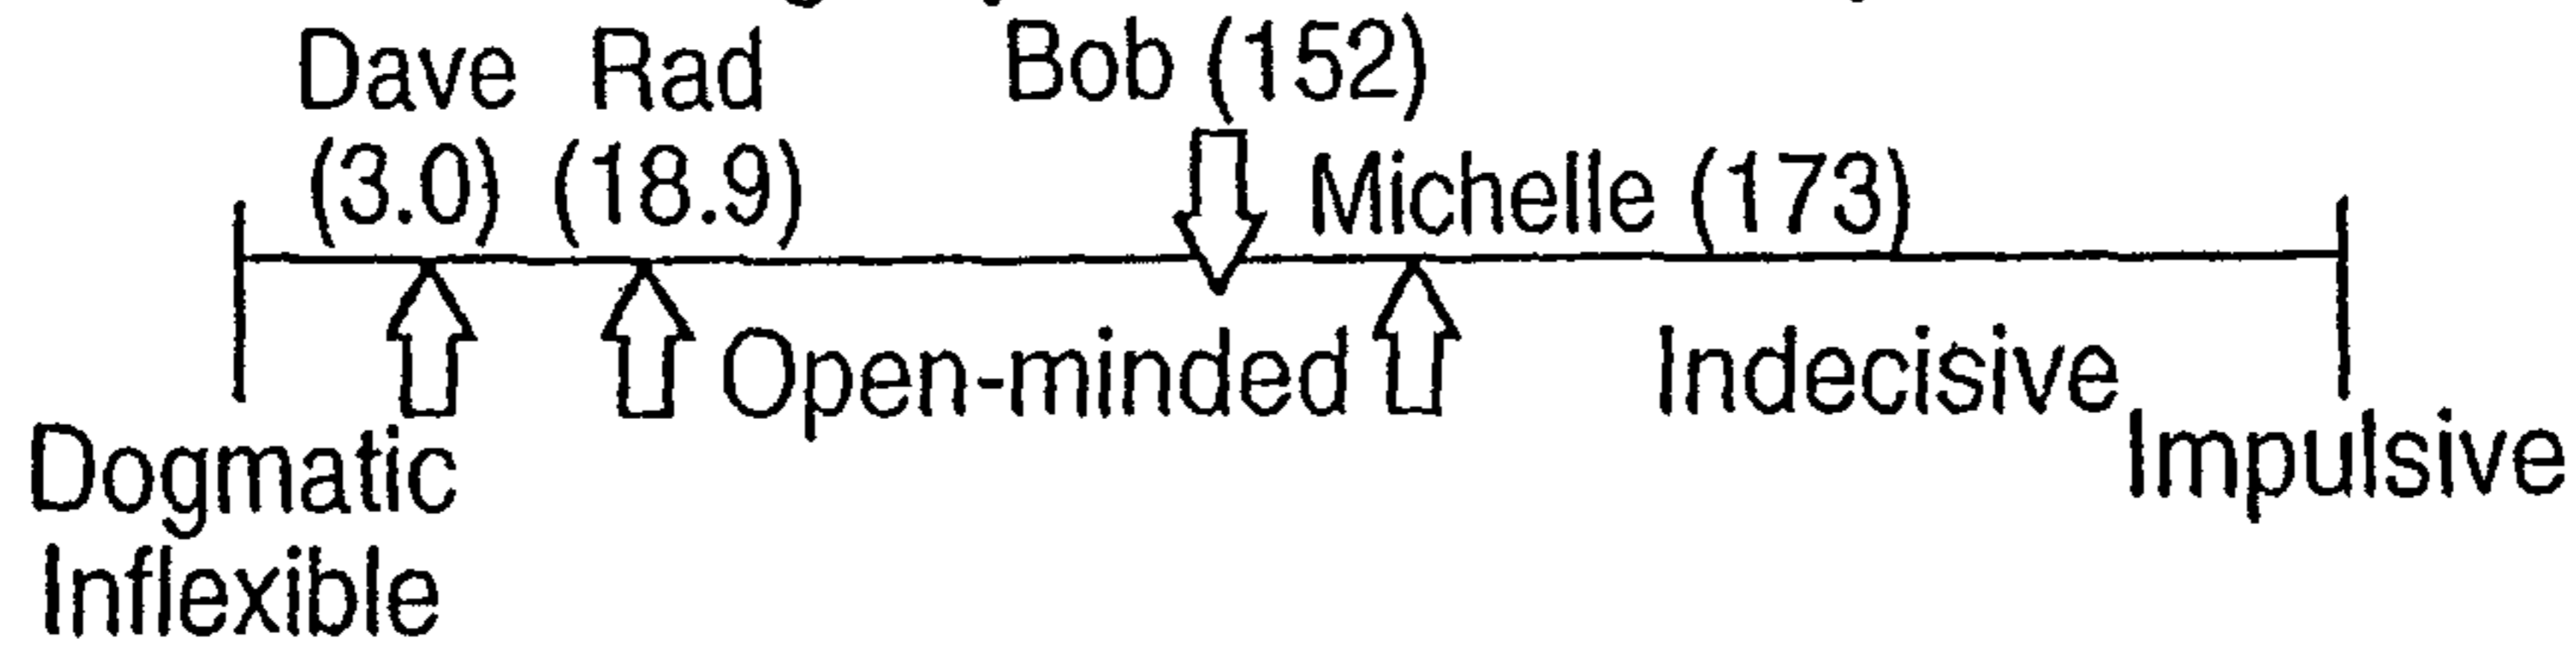 Dave Rad Bob (152)
(3.0) (18.9) Michelle (173)
Open-minded Indecisive
Dogmatic Impulsive
Inflexible